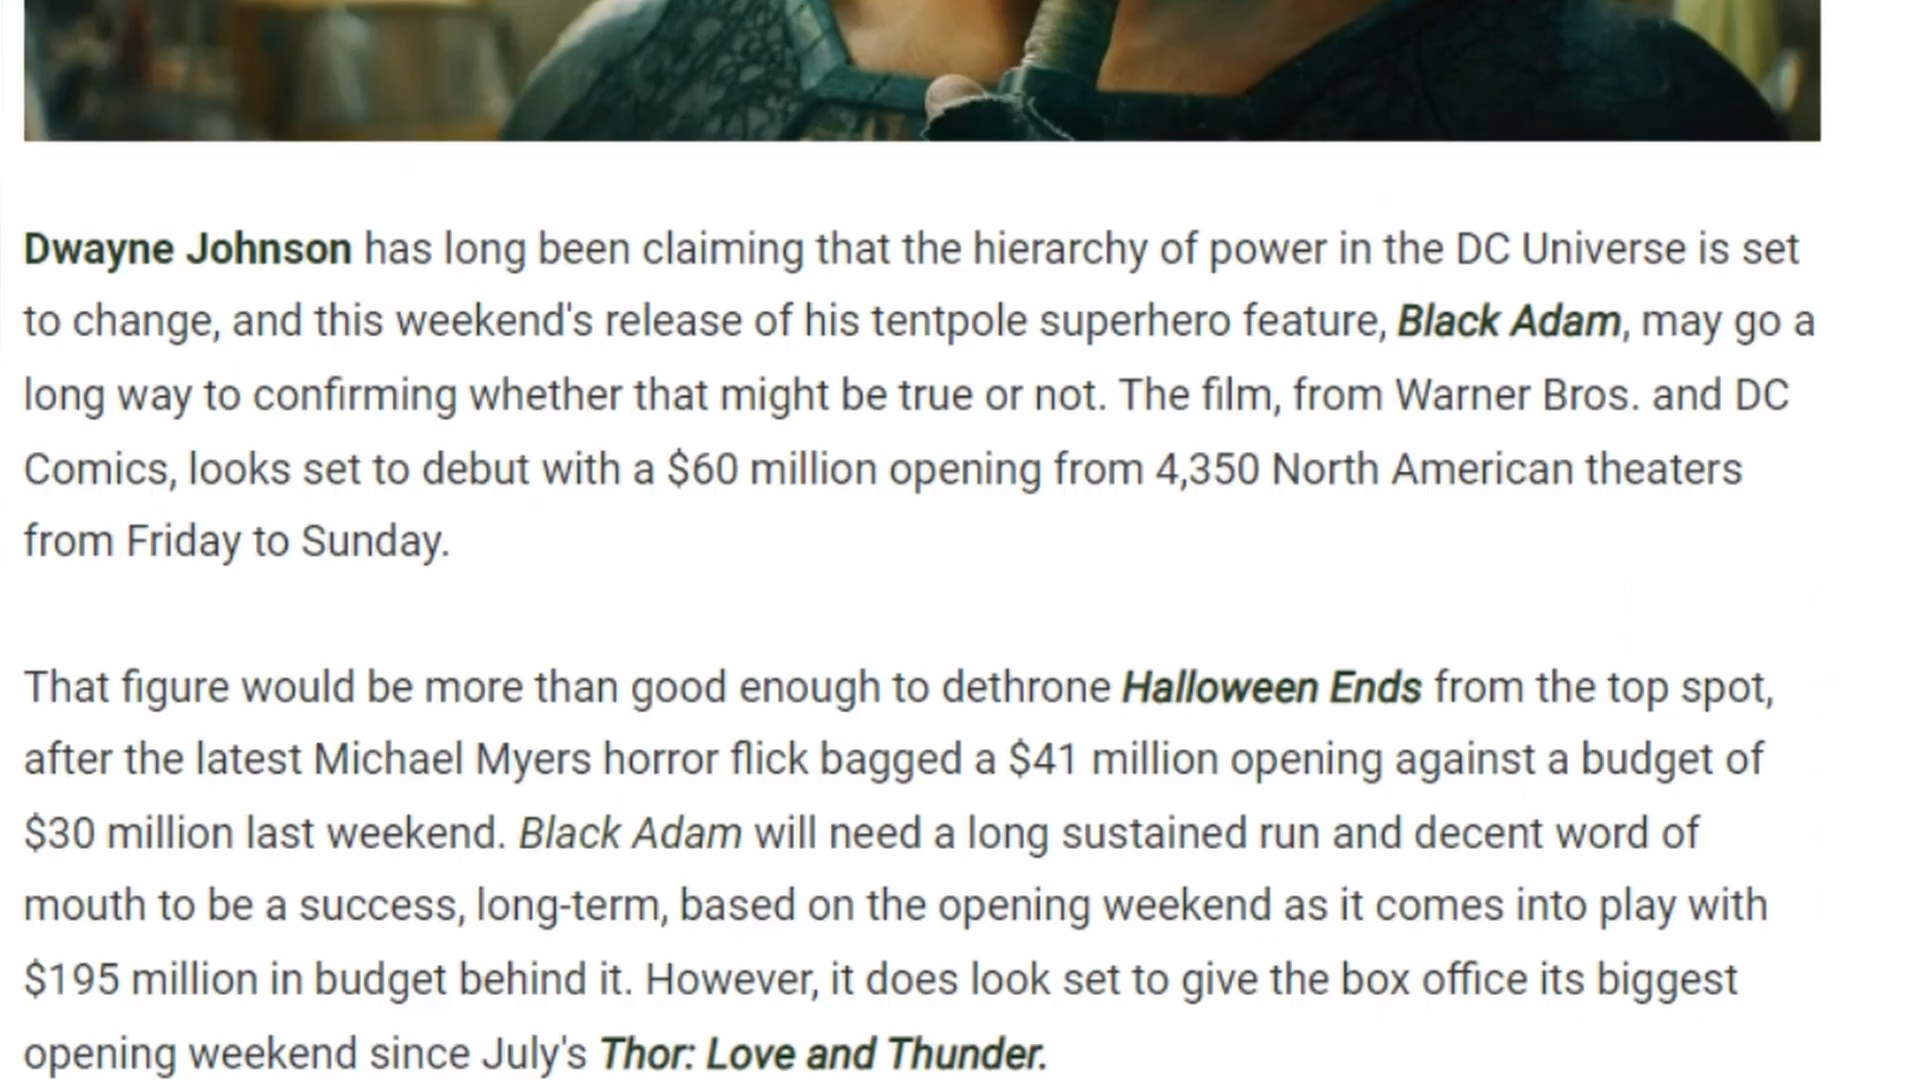 Dwayne Johnson has long been claiming that the hierarchy of power in the DC Universe is set
to change, and this weekend's release of his tentpole superhero feature, Black Adam, may go a
long way to confirming whether that might be true or not. The film, from Warner Bros. and DC
Comics, looks set to debut with a $60 million opening from 4,350 North American theaters
from Friday to Sunday.
That figure would be more than good enough to dethrone Halloween Ends from the top spot,
after the latest Michael Myers horror flick bagged a $41 million opening against a budget of
$30 million last weekend. Black Adam will need a long sustained run and decent word of
mouth to be a success, long-term, based on the opening weekend as it comes into play with
$195 million in budget behind it. However, it does look set to give the box office its biggest
opening weekend since July's Thor: Love and Thunder.